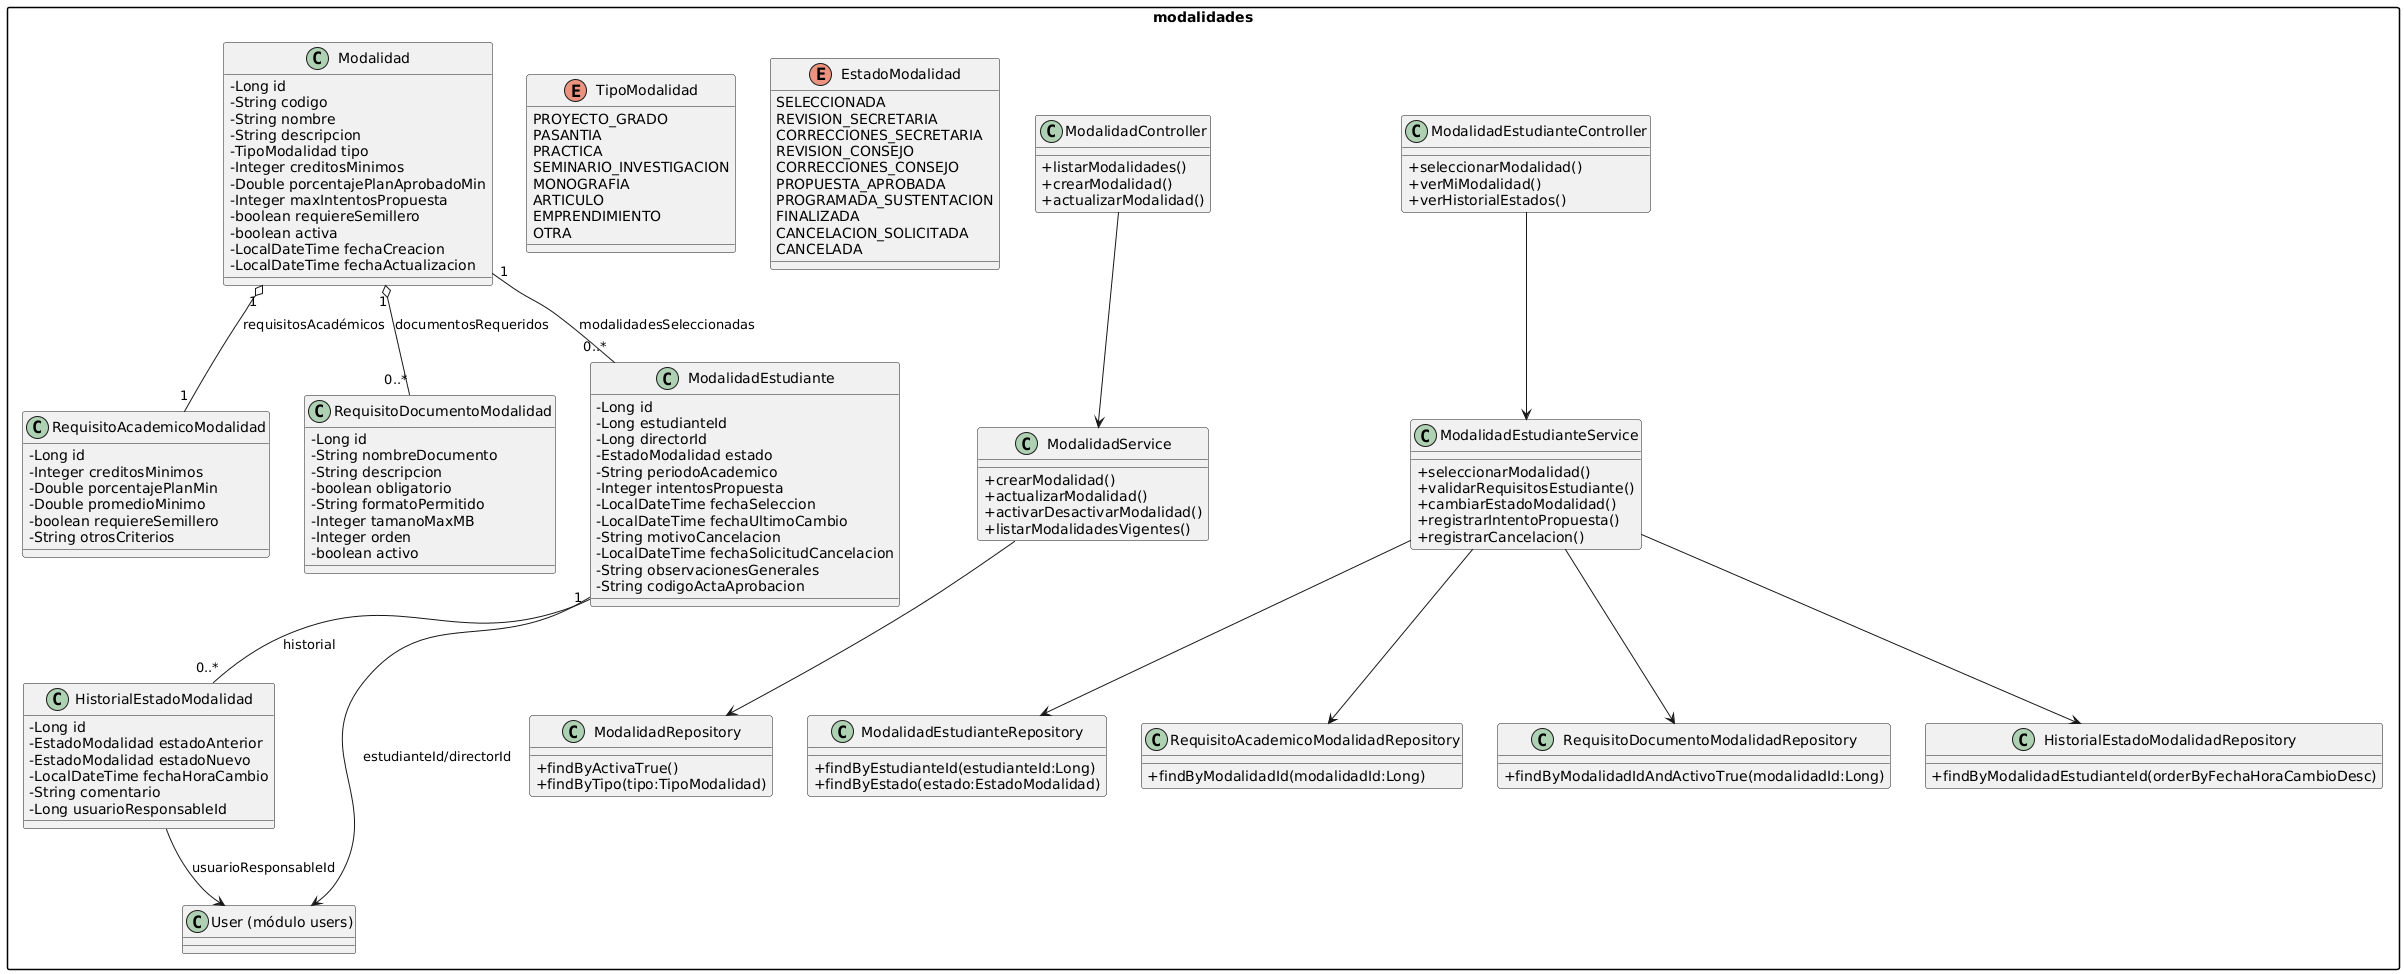 modalidades
C Modalidad
-Long id
-String codigo
-String nombre
-String descripcion
-TipoModalidad tipo
-Integer creditosMinimos
-Double porcentajePlanAprobadoMin
-Integer maxIntentosPropuesta
-boolean requiereSemillero
-boolean activa
-LocalDateTime fechaCreacion
-LocalDateTime fechaActualizacion
E TipoModalidad
PROYECTO_GRADO
PASANTIA
PRACTICA
SEMINARIO_INVESTIGACION
MONOGRAFIA
ARTICULO
EMPRENDIMIENTO
OTRA
E EstadoModalidad
SELECCIONADA
REVISION_SECRETARIA
CORRECCIONES_SECRETARIA
REVISION_CONSEJO
CORRECCIONES_CONSEJO
PROPUESTA_APROBADA
PROGRAMADA_SUSTENTACION
FINALIZADA
CANCELACION_SOLICITADA
CANCELADA
C ModalidadController
+listarModalidades()
+crearModalidad()
+actualizarModalidad()
C ModalidadEstudianteController
+seleccionarModalidad()
+verMiModalidad()
+verHistorialEstados()
1
1
1
requisitosAcadémicos
documentosRequeridos
modalidadesSeleccionadas
1
0..*
0..*
C RequisitoAcademicoModalidad
-Long id
-Integer creditosMinimos
-Double porcentajePlanMin
-Double promedioMinimo
-boolean requiereSemillero
-String otrosCriterios
C RequisitoDocumentoModalidad
-Long id
-String nombreDocumento
-String descripcion
-boolean obligatorio
-String formatoPermitido
-Integer tamanoMaxMB
-Integer orden
-boolean activo
C ModalidadEstudiante
-Long id
-Long estudianteId
-Long directorId
-EstadoModalidad estado
-String periodoAcademico
-Integer intentosPropuesta
-LocalDateTime fechaSeleccion
-LocalDateTime fechaUltimoCambio
-String motivoCancelacion
-LocalDateTime fechaSolicitudCancelacion
-String observacionesGenerales
-String codigoActaAprobacion
C ModalidadService
+crearModalidad()
+actualizarModalidad()
+activarDesactivarModalidad()
+listarModalidadesVigentes()
C ModalidadEstudianteService
+seleccionarModalidad()
+validarRequisitosEstudiante()
+cambiarEstadoModalidad()
+registrarIntentoPropuesta()
+registrarCancelacion()
1
historial
0..*
estudianteId/directorId
C HistorialEstadoModalidad
-Long id
-EstadoModalidad estadoAnterior
-EstadoModalidad estadoNuevo
-LocalDateTime fechaHoraCambio
-String comentario
-Long usuarioResponsableId
C ModalidadRepository
+findByActivaTrue()
+findByTipo(tipo:TipoModalidad)
C ModalidadEstudianteRepository
+findByEstudianteId(estudianteId:Long)
+findByEstado(estado:EstadoModalidad)
C RequisitoAcademicoModalidadRepository
+findByModalidadId(modalidadId:Long)
C RequisitoDocumentoModalidadRepository
+findByModalidadIdAndActivoTrue(modalidadId:Long)
C HistorialEstadoModalidadRepository
+findByModalidadEstudianteId(orderByFechaHoraCambioDesc)
usuarioResponsableId
C User (módulo users)